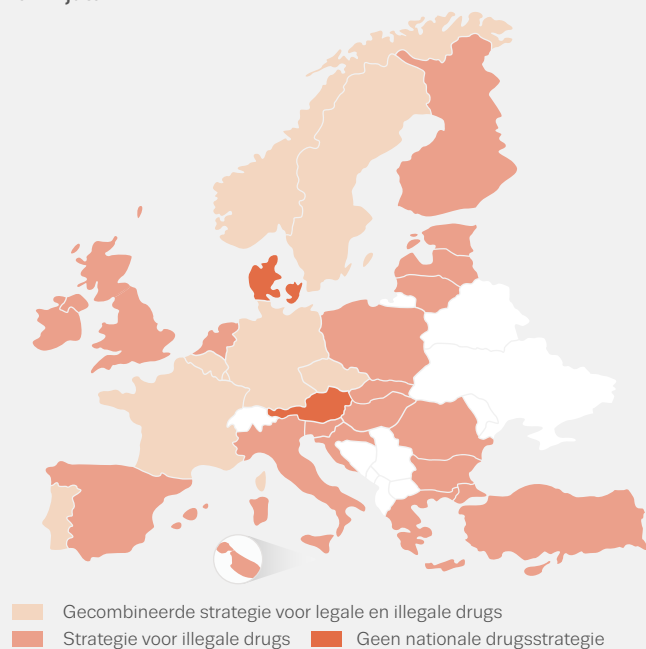 Gecombineerde strategie voor legale en illegale drugs
Strategie voor illegale drugs
Geen nationale drugsstrategie